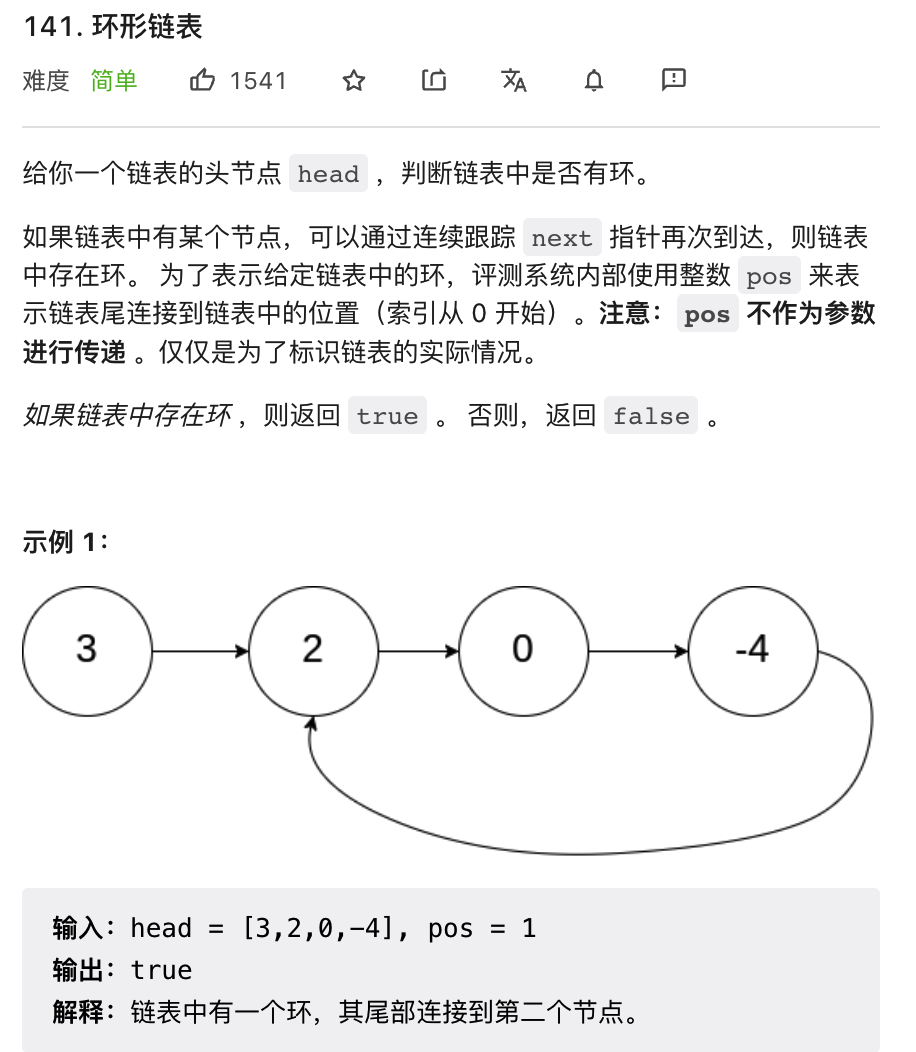 141. 环形链表
难度 简单 1541 文A
给你一个链表的头节点 head ，判断链表中是否有环。
如果链表中有某个节点，可以通过连续跟踪 next 指针再次到达，则链表
中存在环。 为了表示给定链表中的环，评测系统内部使用整数 pos 来表
示链表尾连接到链表中的位置（索引从 0 开始）。注意：pos 不作为参数
进行传递 。仅仅是为了标识链表的实际情况。
如果链表中存在环 ，则返回 true 。 否则，返回 false 。
示例 1：
3 2 0 -4
输入：head = [3,2,0,-4], pos = 1
输出：true
解释：链表中有一个环，其尾部连接到第二个节点。